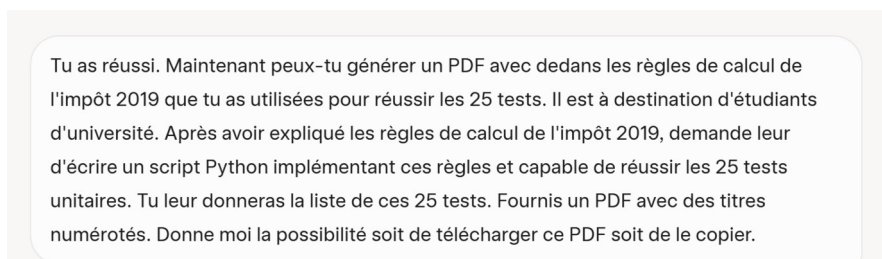 Tu as réussi. Maintenant peux-tu générer un PDF avec dedans les règles de calcul de
l'impôt 2019 que tu as utilisées pour réussir les 25 tests. Il est à destination d'étudiants
d'université. Après avoir expliqué les règles de calcul de l'impôt 2019, demande leur
d'écrire un script Python implémentant ces règles et capable de réussir les 25 tests
unitaires. Tu leur donneras la liste de ces 25 tests. Fournis un PDF avec des titres
numérotés. Donne moi la possibilité soit de télécharger ce PDF soit de le copier.